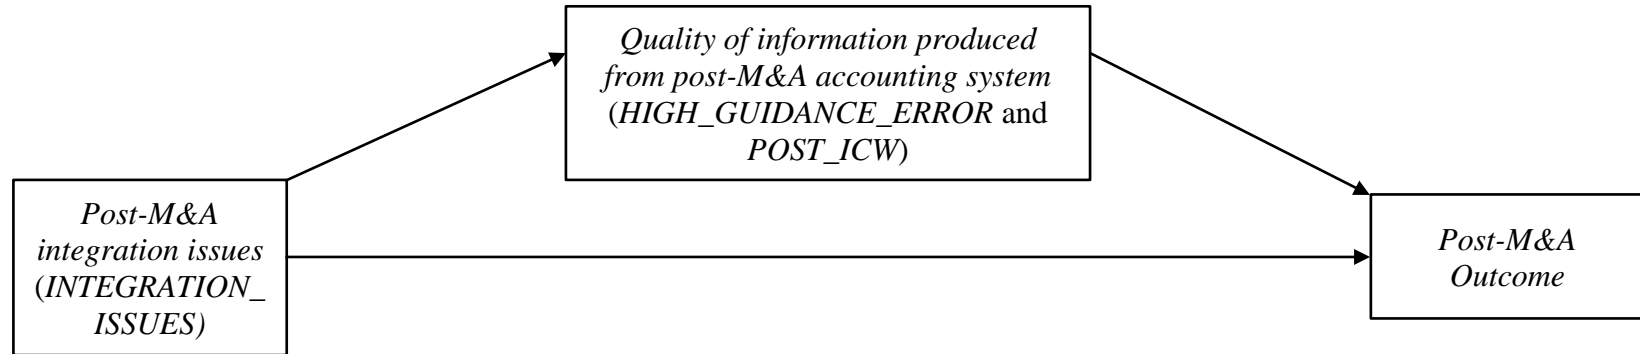 Quality of information produced
from post-M&A accounting system
(HIGH_GUIDANCE_ERROR and
POST_ICW)
Post-M&A
integration issues
(INTEGRATION_
ISSUES)
Post-M&A
Outcome